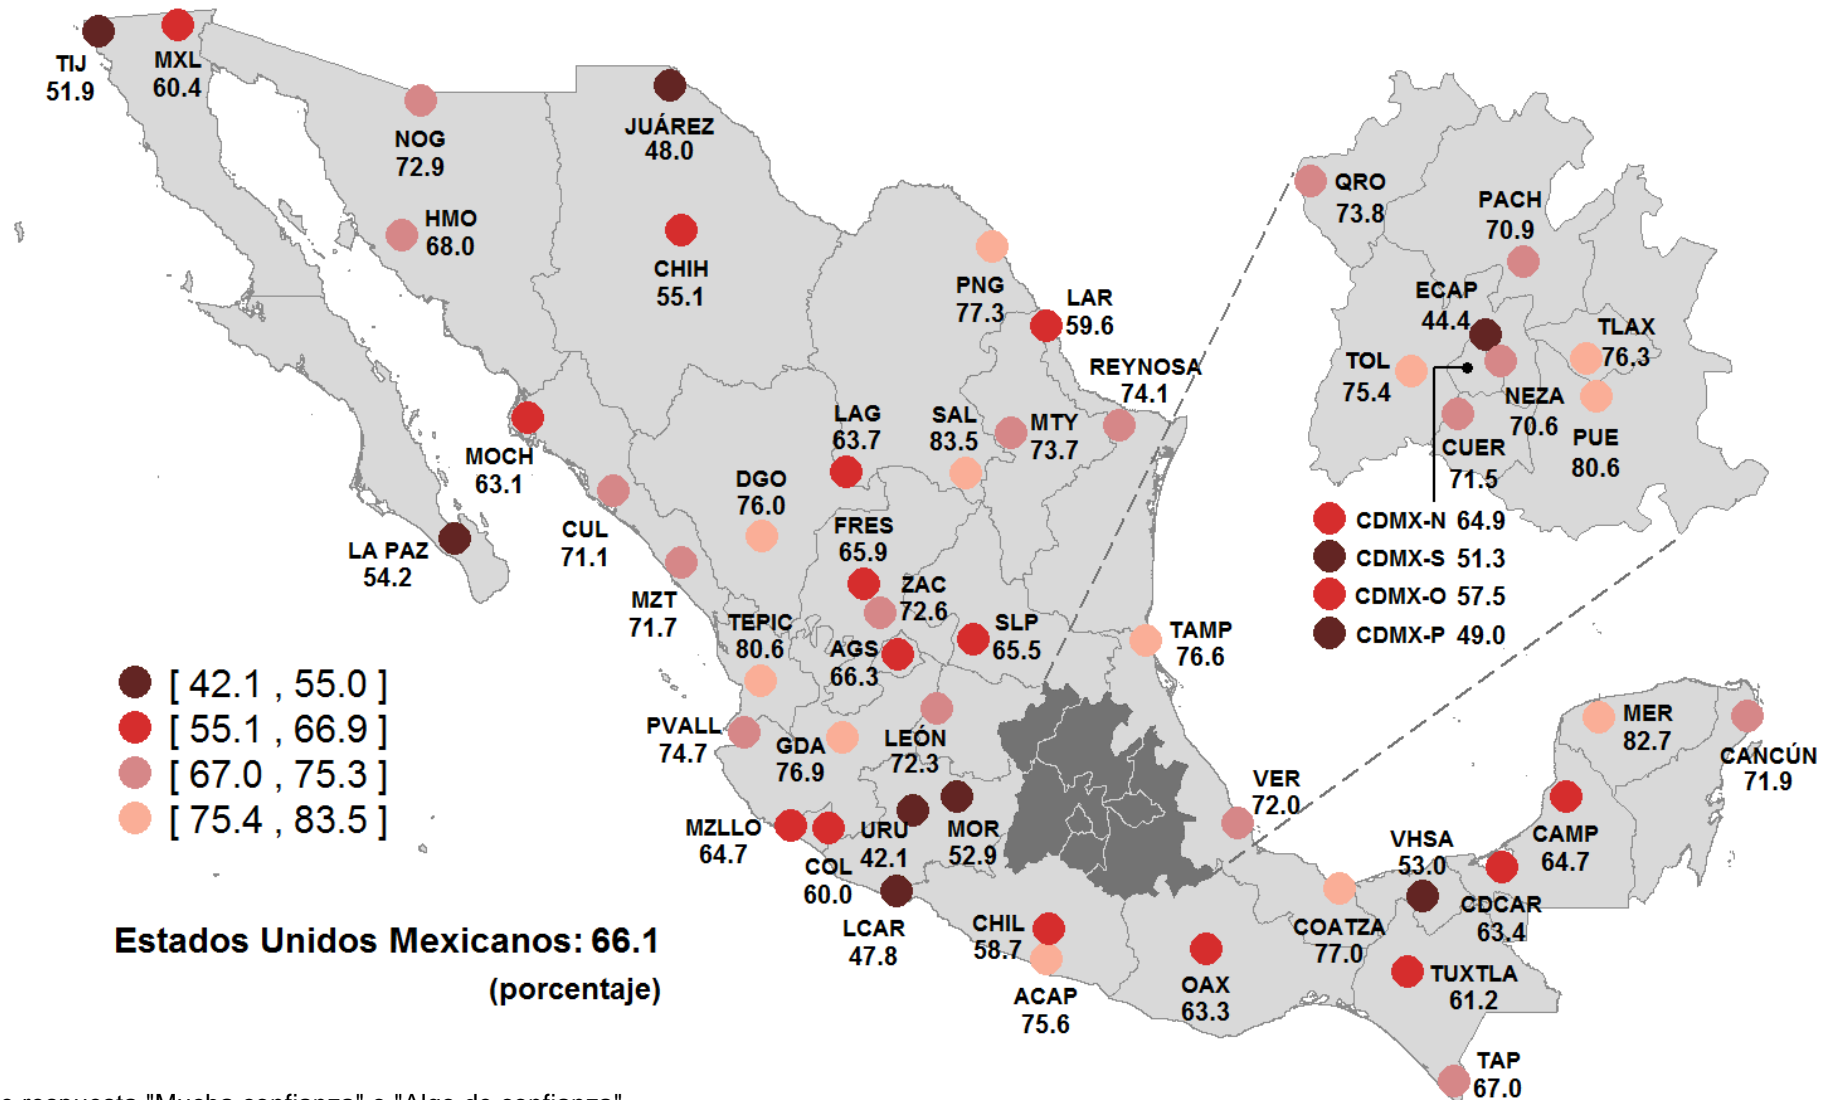 TIJ
51.9
MXL
60.4
NOG
72.9
HMO
68.0
JUÁREZ
48.0
CHIH
55.1
PNG
77.3
LAR
59.6
REYNOSA
74.1
LAG
63.7
SAL
83.5
MTY
73.7
MOCH
63.1
DGO
76.0
CUL
71.1
LA PAZ
54.2
FRES
65.9
ZAC
72.6
MZT
71.7
TEPIC
80.6
AGS
66.3
SLP
65.5
TAMP
76.6
PVALL
74.7
GDA
76.9
LEÓN
72.3
MZLLO
64.7
COL
60.0
URU
42.1
MOR
52.9
LCAR
47.8
CHIL
58.7
ACAP
75.6
OAX
63.3
VER
72.0
COATZA
77.0
VHSA
53.0
CDCAR
63.4
CAMP
64.7
MER
82.7
CANCÚN
71.9
TUXTLA
61.2
TAP
67.0
QRO
73.8
PACH
70.9
ECAP
44.4
TLAX
76.3
TOL
75.4
NEZA
70.6
PUE
80.6
CUER
71.5
CDMX-N 64.9
CDMX-S 51.3
CDMX-O 57.5
CDMX-P 49.0
[ 42.1 , 55.0 ]
[ 55.1 , 66.9 ]
[ 67.0 , 75.3 ]
[ 75.4 , 83.5 ]
Estados Unidos Mexicanos: 66.1
(porcentaje)
respuesta "Mucha confianza" o "Algo de confianza"